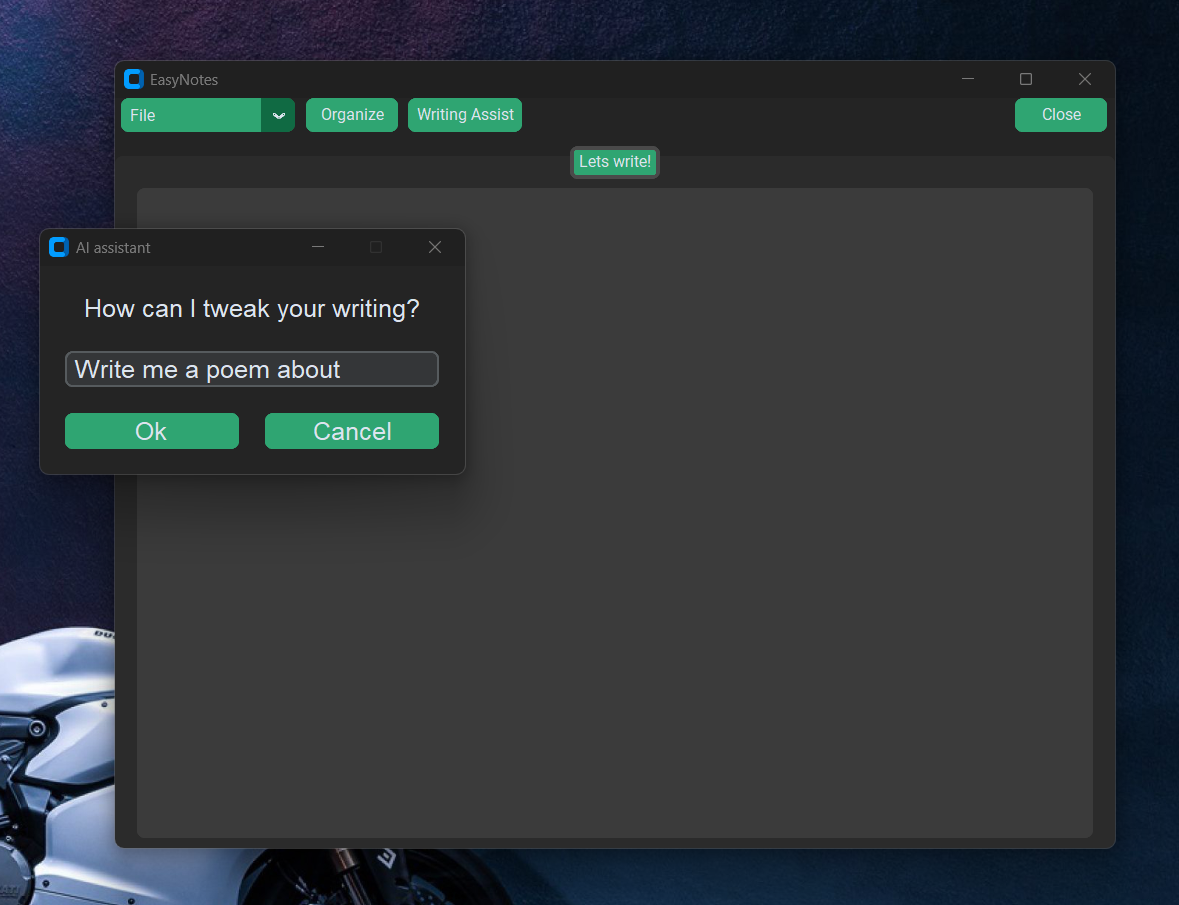 EasyNotes
File
Organize
Writing Assist
Close
Lets write!
AI assistant
How can I tweak your writing?
Write me a poem about
Ok
Cancel